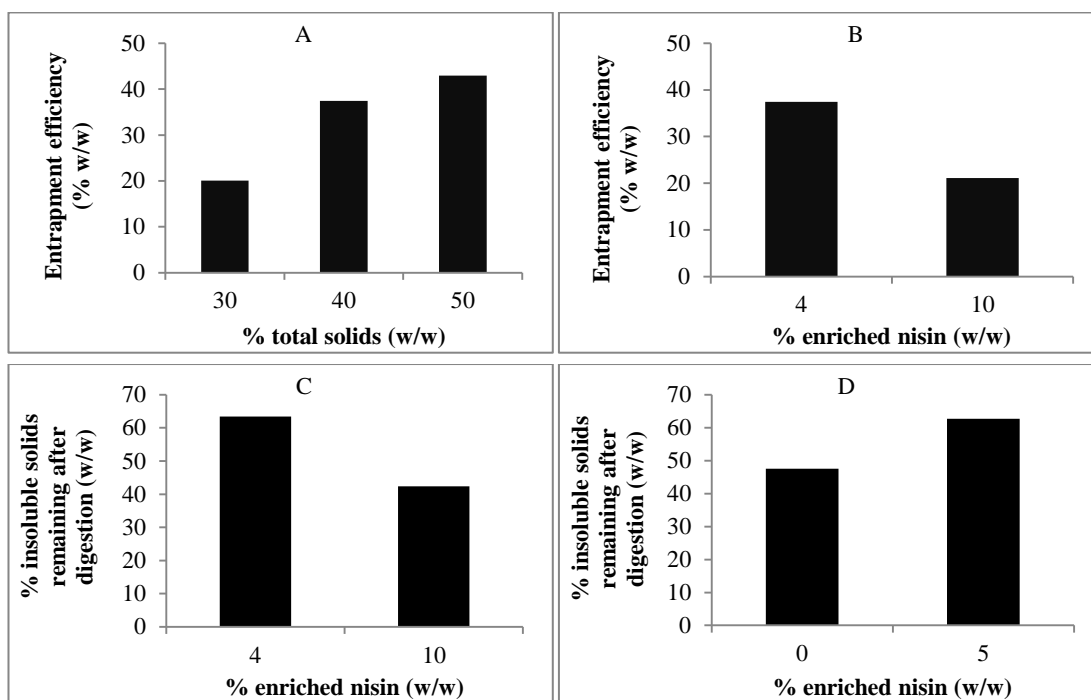 A
Entrapment efficiency
(% w/w)
50
40
30
20
10
0
30 40 50
% total solids (w/w)
B
Entrapment efficiency
(% w/w)
50
40
30
20
10
0
4 10
% enriched nisin (w/w)
C
% insoluble solids
remaining after
digestion (w/w)
70
60
50
40
30
20
10
0
4 10
% enriched nisin (w/w)
D
% insoluble solids
remaining after
digestion (w/w)
70
60
50
40
30
20
10
0
0 5
% enriched nisin (w/w)